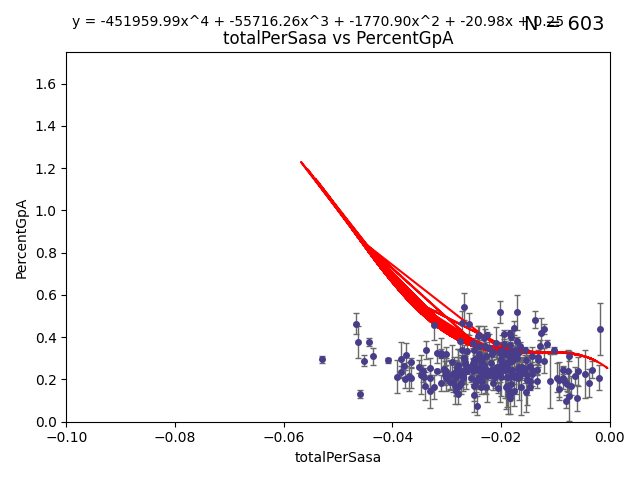 y = -451959.99x^4 + -55716.26x^3 + -1770.90x^2 + -20.98x + 0.25
N = 603
totalPerSasa vs PercentGpA
PercentGpA
1.6
1.4
1.2
1.0
0.8
0.6
0.4
0.2
0.0
−0.10 −0.08 −0.06 −0.04 −0.02 0.00
totalPerSasa